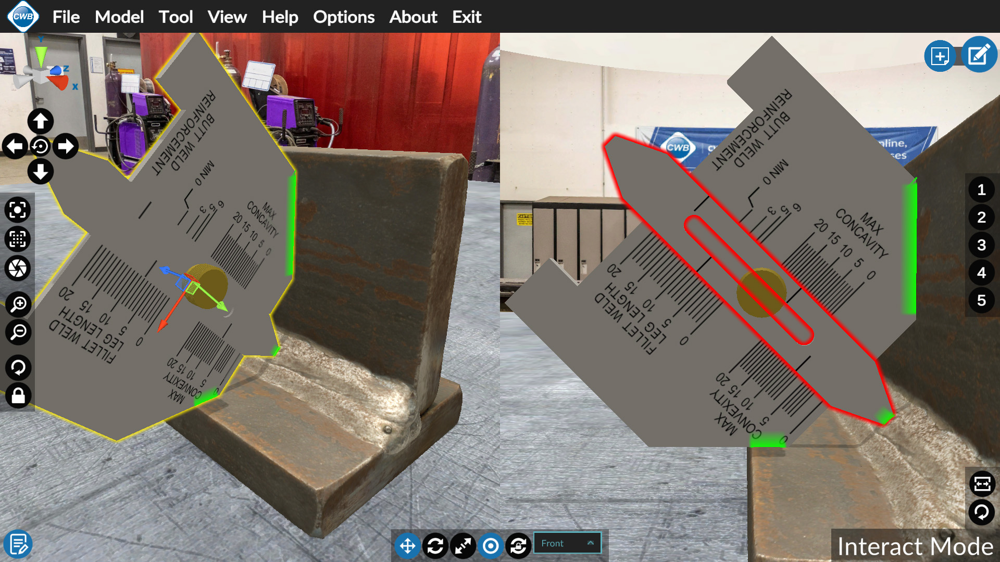 CWB File Model Tool View Help Options About Exit
Y
Z
X
BUTT WELD
REINFORCEMENT
MIN 0
3 5 6
MAX
CONCAVITY
20 15 10 5 0
20 15 10 5 0
FILLET WELD
LEG LENGTH
20 15 10 5 0
MAX
CONVEXITY
CAUTION
CWB
nline,
ses
BUTT WELD
REINFORCEMENT
MIN 0
3 5 6
MAX
CONCAVITY
20 15 10 5 0
20 15 10 5 0
FILLET WELD
LEG LENGTH
20 15 10 5 0
MAX
CONVEXITY
1
2
3
4
5
Front
Interact Mode